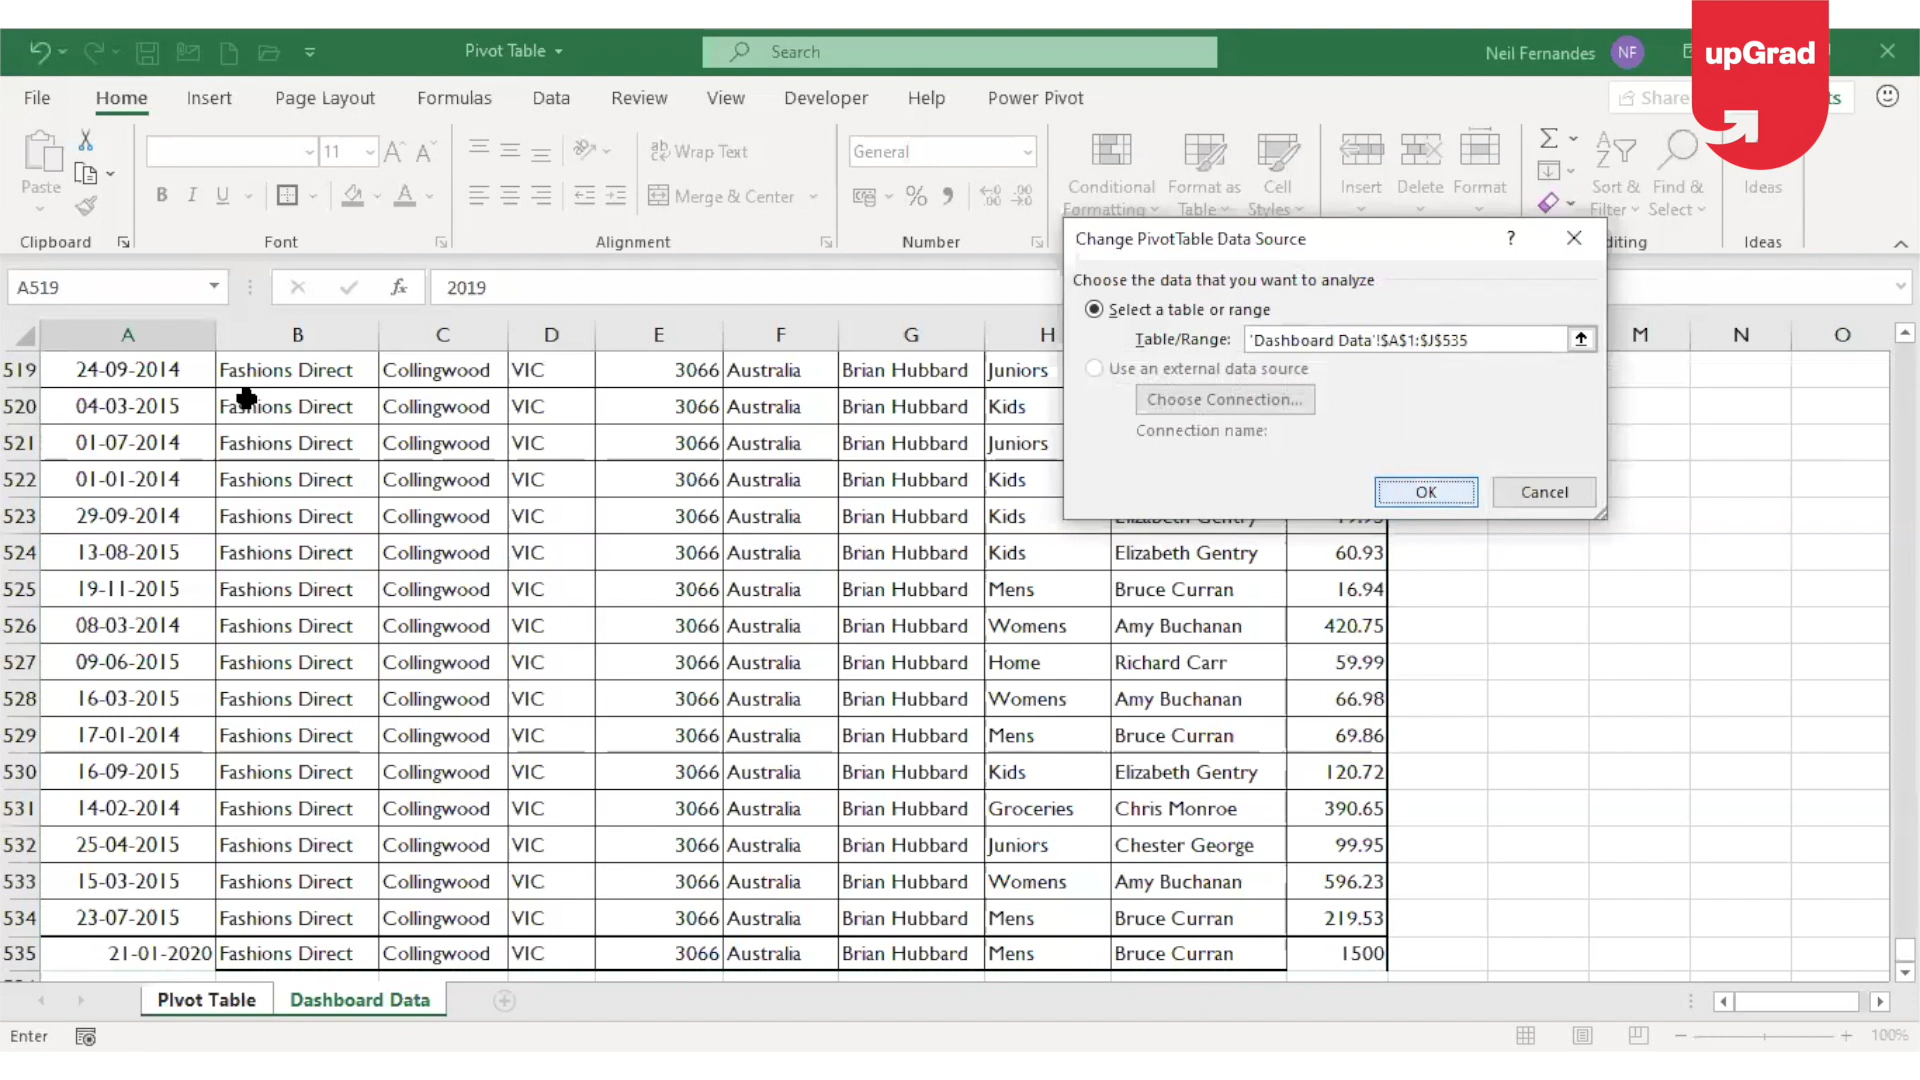 Pivot Table
Search
Neil Fernandes
NF
upGrad
File Home Insert Page Layout Formulas Data Review View Developer Help Power Pivot Share ts
Paste
11
B I U
Wrap Text
Merge & Center
General
Conditional Formatting
Format as Table
Cell Styles
Insert Delete Format
Sort & Filter
Find & Select
Ideas
Clipboard Font Alignment Number diting Ideas
A519 fx 2019
Change PivotTable Data Source ?
Choose the data that you want to analyze
Select a table or range
Table/Range: 'Dashboard Data'!$A$1:$J$535
Use an external data source
Choose Connection...
Connection name:
OK Cancel
A B C D E F G H M N O
519 24-09-2014 Fashions Direct Collingwood VIC 3066 Australia Brian Hubbard Juniors
520 04-03-2015 Fashions Direct Collingwood VIC 3066 Australia Brian Hubbard Kids
521 01-07-2014 Fashions Direct Collingwood VIC 3066 Australia Brian Hubbard Juniors
522 01-01-2014 Fashions Direct Collingwood VIC 3066 Australia Brian Hubbard Kids
523 29-09-2014 Fashions Direct Collingwood VIC 3066 Australia Brian Hubbard Kids Elizabeth Gentry
524 13-08-2015 Fashions Direct Collingwood VIC 3066 Australia Brian Hubbard Kids Elizabeth Gentry 60.93
525 19-11-2015 Fashions Direct Collingwood VIC 3066 Australia Brian Hubbard Mens Bruce Curran 16.94
526 08-03-2014 Fashions Direct Collingwood VIC 3066 Australia Brian Hubbard Womens Amy Buchanan 420.75
527 09-06-2015 Fashions Direct Collingwood VIC 3066 Australia Brian Hubbard Home Richard Carr 59.99
528 16-03-2015 Fashions Direct Collingwood VIC 3066 Australia Brian Hubbard Womens Amy Buchanan 66.98
529 17-01-2014 Fashions Direct Collingwood VIC 3066 Australia Brian Hubbard Mens Bruce Curran 69.86
530 16-09-2015 Fashions Direct Collingwood VIC 3066 Australia Brian Hubbard Kids Elizabeth Gentry 120.72
531 14-02-2014 Fashions Direct Collingwood VIC 3066 Australia Brian Hubbard Groceries Chris Monroe 390.65
532 25-04-2015 Fashions Direct Collingwood VIC 3066 Australia Brian Hubbard Juniors Chester George 99.95
533 15-03-2015 Fashions Direct Collingwood VIC 3066 Australia Brian Hubbard Womens Amy Buchanan 596.23
534 23-07-2015 Fashions Direct Collingwood VIC 3066 Australia Brian Hubbard Mens Bruce Curran 219.53
535 21-01-2020 Fashions Direct Collingwood VIC 3066 Australia Brian Hubbard Mens Bruce Curran 1500
PIvot Table Dashboard Data
Enter
100%